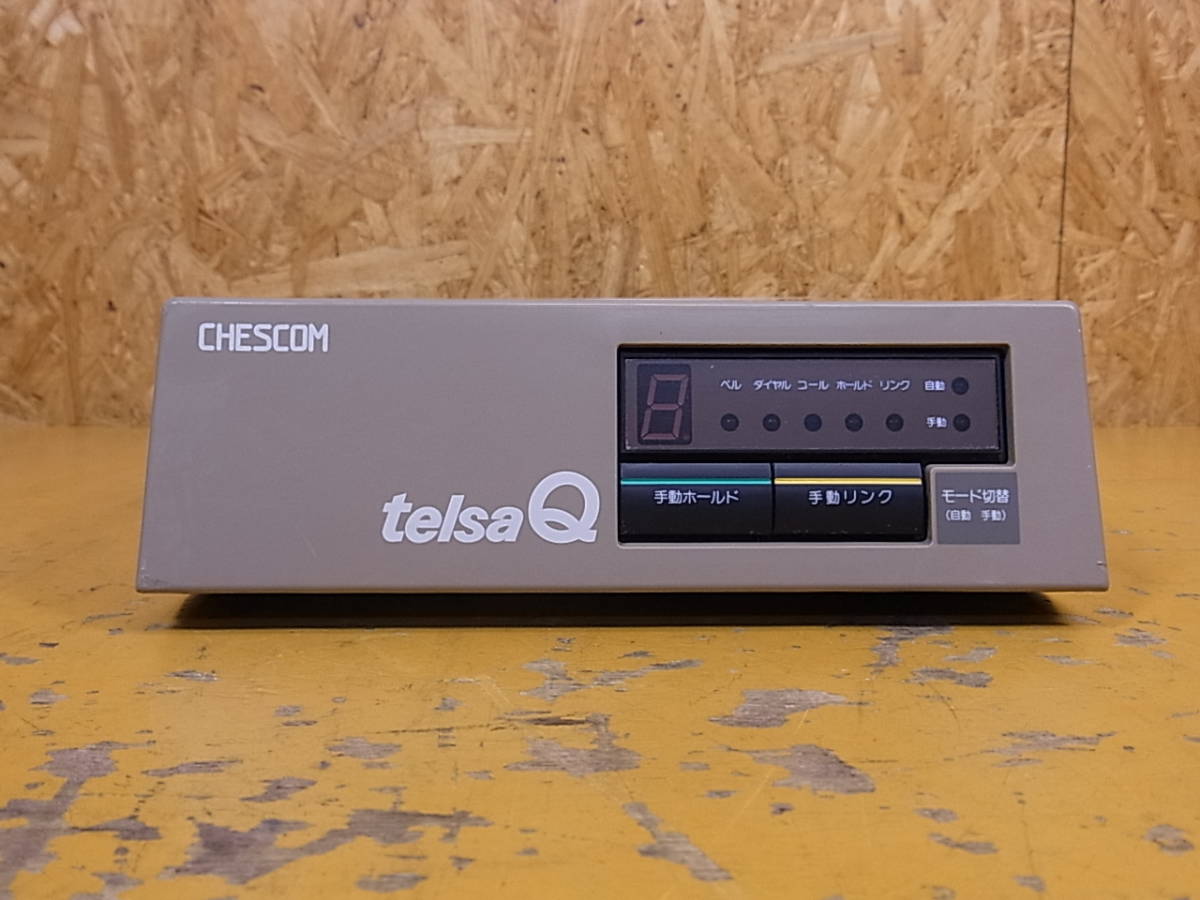 CHESCOM
telsaQ
ベル ダイヤル コール ホールド リンク 自動
手動
手動ホールド 手動リンク モード切替
(自動 手動)